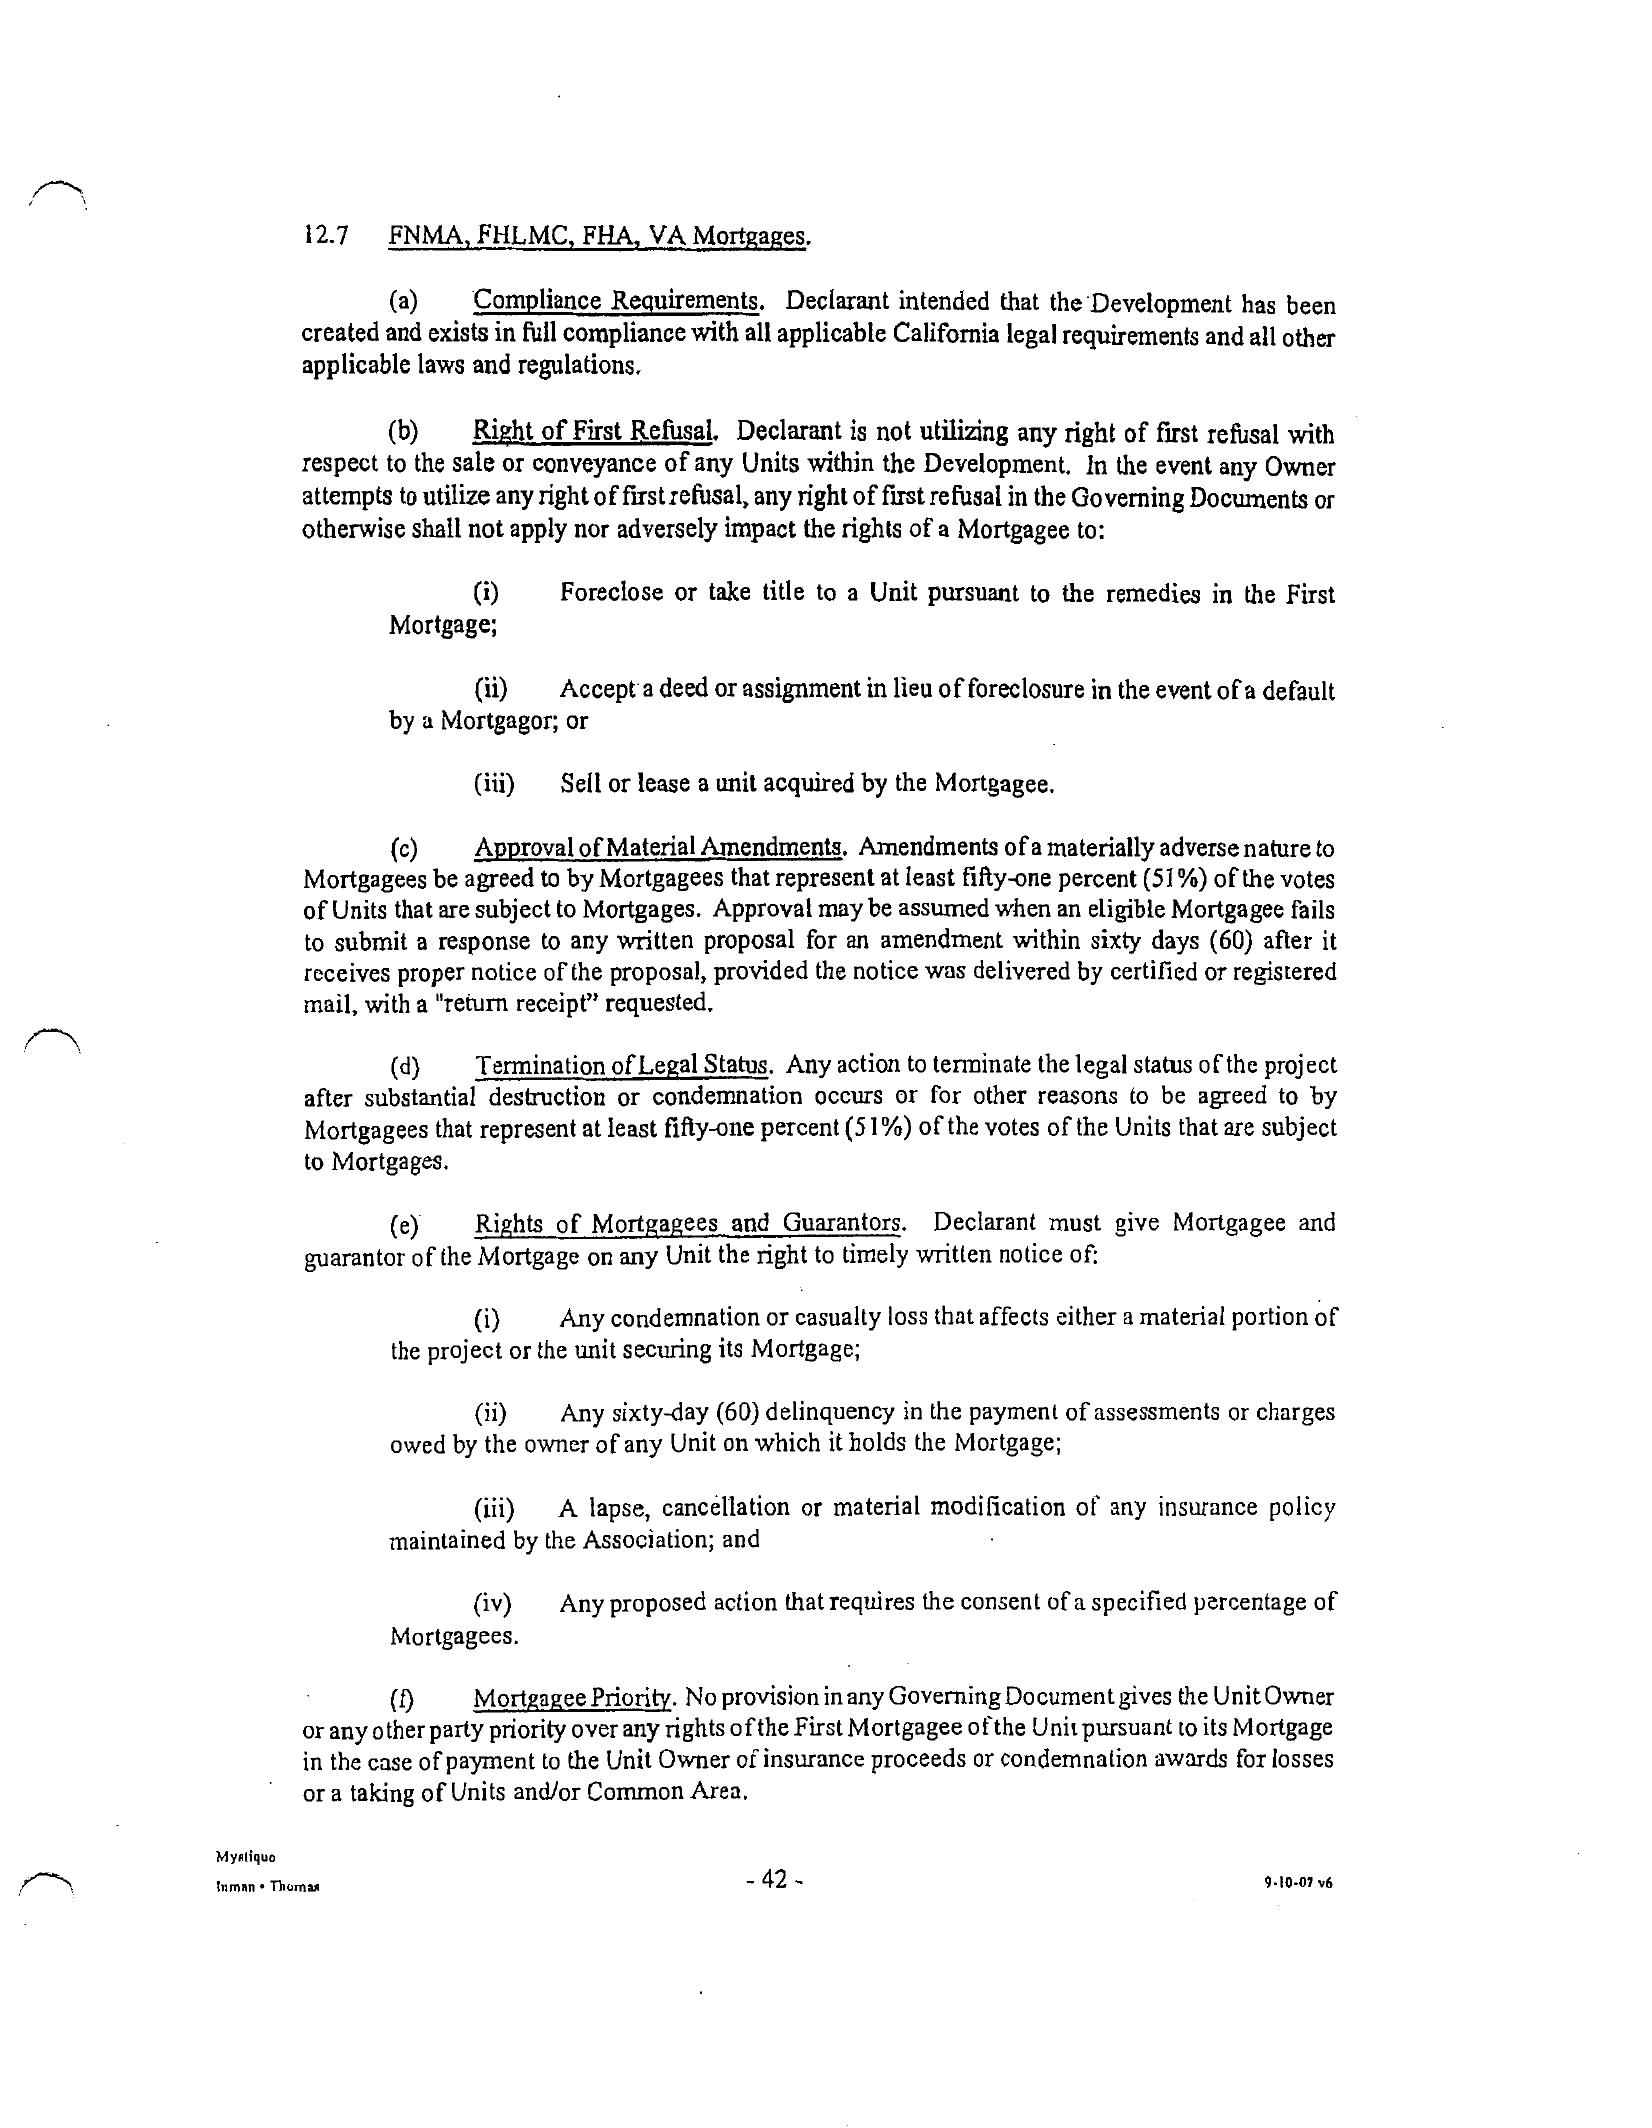 12.7 FNMA, FHLMC, FHA, VA Mortgages.
(a) Compliance Requirements. Declarant intended that the Development has been
created and exists in full compliance with all applicable California legal requirements and all other
applicable laws and regulations.
(b) Right of First Refusal. Declarant is not utilizing any right of first refusal with
respect to the sale or conveyance of any Units within the Development. In the event any Owner
attempts to utilize any right of first refusal, any right of first refusal in the Governing Documents or
otherwise shall not apply nor adversely impact the rights of a Mortgagee to:
(i) Foreclose or take title to a Unit pursuant to the remedies in the First
Mortgage;
(ii) Accept a deed or assignment in lieu of foreclosure in the event of a default
by a Mortgagor; or
(iii) Sell or lease a unit acquired by the Mortgagee.
(c) Approval of Material Amendments. Amendments of a materially adverse nature to
Mortgagees be agreed to by Mortgagees that represent at least fifty-one percent (51%) of the votes
of Units that are subject to Mortgages. Approval may be assumed when an eligible Mortgagee fails
to submit a response to any written proposal for an amendment within sixty days (60) after it
receives proper notice of the proposal, provided the notice was delivered by certified or registered
mail, with a "return receipt" requested.
(d) Termination of Legal Status. Any action to terminate the legal status of the project
after substantial destruction or condemnation occurs or for other reasons to be agreed to by
Mortgagees that represent at least fifty-one percent (51%) of the votes of the Units that are subject
to Mortgages.
(e) Rights of Mortgagees and Guarantors. Declarant must give Mortgagee and
guarantor of the Mortgage on any Unit the right to timely written notice of:
(i) Any condemnation or casualty loss that affects either a material portion of
the project or the unit securing its Mortgage;
(ii) Any sixty-day (60) delinquency in the payment of assessments or charges
owed by the owner of any Unit on which it holds the Mortgage;
(iii) A lapse, cancellation or material modification of any insurance policy
maintained by the Association; and
(iv) Any proposed action that requires the consent of a specified percentage of
Mortgagees.
(f) Mortgagee Priority. No provision in any Governing Document gives the Unit Owner
or any other party priority over any rights of the First Mortgagee of the Unit pursuant to its Mortgage
in the case of payment to the Unit Owner of insurance proceeds or condemnation awards for losses
or a taking of Units and/or Common Area.
Mystique
Inman • Thomas
- 42 -
9-10-07 v6